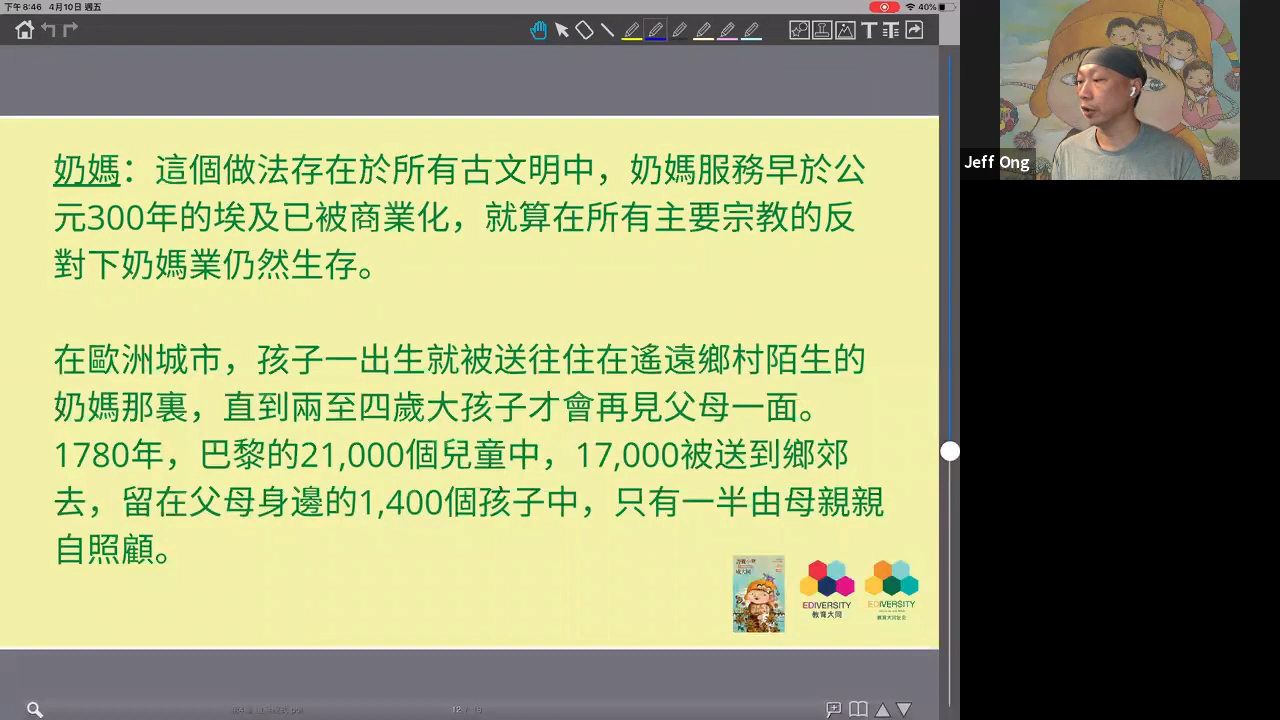 下午8:46 4月10日 週五
40%
T
Jeff Ong
奶媽：這個做法存在於所有古文明中，奶媽服務早於公
元300年的埃及已被商業化，就算在所有主要宗教的反
對下奶媽業仍然生存。
在歐洲城市，孩子一出生就被送往住在遙遠鄉村陌生的
奶媽那裏，直到兩至四歲大孩子才會再見父母一面。
1780年，巴黎的21,000個兒童中，17,000被送到鄉郊
去，留在父母身邊的1,400個孩子中，只有一半由母親親
自照顧。
EDIVERSITY
教育大同
EDIVERSITY